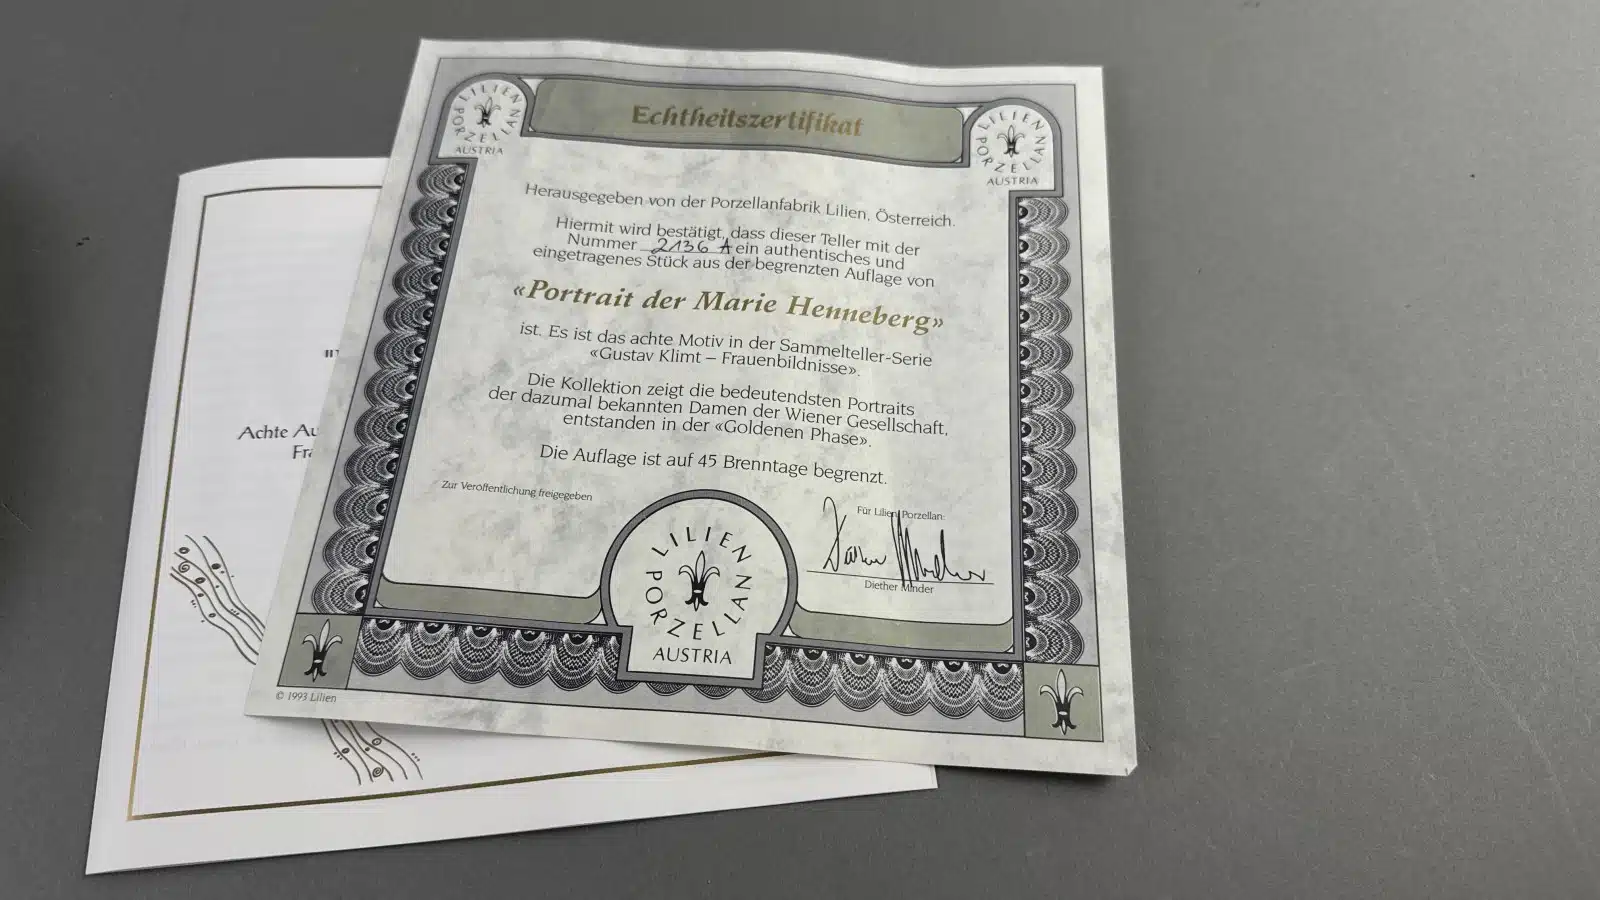 Echtheitszertifikat
LILIEN PORZELLAN
AUSTRIA
LILIEN PORZELLAN
AUSTRIA
Herausgegeben von der Porzellanfabrik Lilien, Österreich.
Hiermit wird bestätigt, dass dieser Teller mit der
Nummer 2136 A ein authentisches und
eingetragenes Stück aus der begrenzten Auflage von
«Portrait der Marie Henneberg»
ist. Es ist das achte Motiv in der Sammelteller-Serie
«Gustav Klimt – Frauenbildnisse».
Die Kollektion zeigt die bedeutendsten Portraits
der dazumal bekannten Damen der Wiener Gesellschaft,
entstanden in der «Goldenen Phase».
Die Auflage ist auf 45 Brenntage begrenzt.
Zur Veröffentlichung freigegeben
Für Lilien Porzellan:
Diether Minder
LILIEN PORZELLAN
AUSTRIA
© 1993 Lilien
Achte